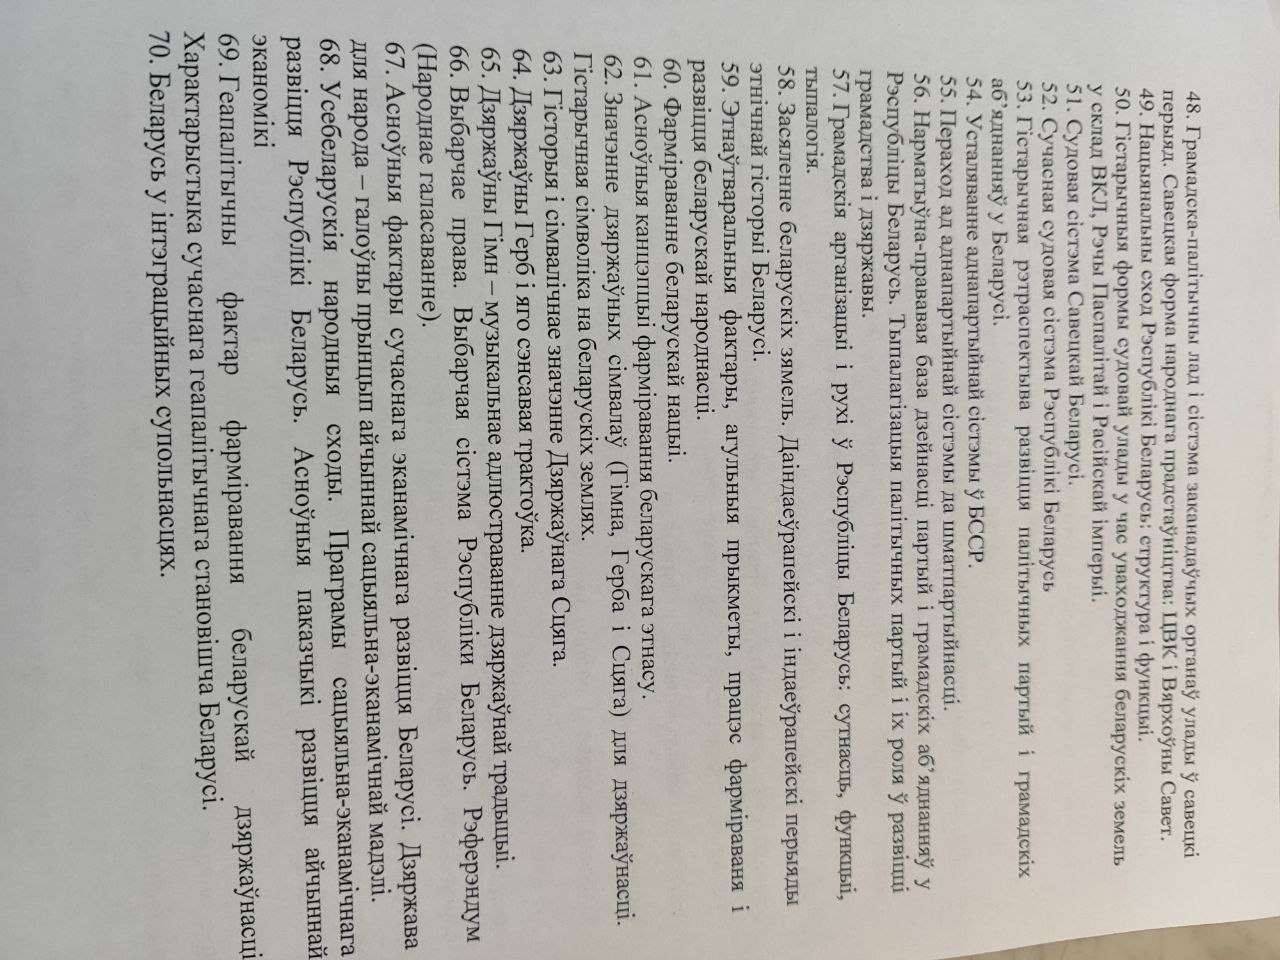 48. Грамадска-палітычны лад і сістэма заканадаўчых органаў улады ў савецкі
перыяд. Савецкая форма народнага прадстаўніцтва: ЦВК і Вярхоўны Савет.
49. Нацыянальны сход Рэспублікі Беларусь: структура і функцыі.
50. Гістарычныя формы судовай улады у час уваходжання беларускіх земель
у склад ВКЛ, Рэчы Паспалітай і Расійскай імперыі.
51. Судовая сістэма Савецкай Беларусі.
52. Сучасная судовая сістэма Рэспублікі Беларусь
53. Гістарычная рэтраспектыва развіцця палітычных партый і грамадскіх
аб’яднанняў у Беларусі.
54. Усталяванне аднапартыйнай сістэмы ў БССР.
55. Пераход ад аднапартыйнай сістэмы да шматпартыйнасці.
56. Нарматыўна-прававая база дзейнасці партый і грамадскіх аб’яднанняў у
Рэспубліцы Беларусь. Тыпалагізацыя палітычных партый і іх роля ў развіцці
грамадства і дзяржавы.
57. Грамадскія арганізацыі і рухі ў Рэспубліцы Беларусь: сутнасць, функцыі,
тыпалогія.
58. Засяленне беларускіх зямель. Даіндаеўрапейскі і індаеўрапейскі перыяды
этнічнай гісторыі Беларусі.
59. Этнаўтваральныя фактары, агульныя прыкметы, працэс фарміраваня і
развіцця беларускай народнасці.
60. Фарміраванне беларускай нацыі.
61. Асноўныя канцэпцыі фарміравання беларускага этнасу.
62. Значэнне дзяржаўных сімвалаў (Гімна, Герба і Сцяга) для дзяржаўнасці.
Гістарычная сімволіка на беларускіх землях.
63. Гісторыя і сімвалічнае значэнне Дзяржаўнага Сцяга.
64. Дзяржаўны Герб і яго сэнсавая трактоўка.
65. Дзяржаўны Гімн – музыкальнае адлюстраванне дзяржаўнай традыцыі.
66. Выбарчае права. Выбарчая сістэма Рэспубліки Беларусь. Рэферэндум
(Народнае галасаванне).
67. Асноўныя фактары сучаснага эканамічнага развіцця Беларусі. Дзяржава
для народа – галоўны прынцып айчыннай сацыяльна-эканамічнай мадэлі.
68. Усебеларускія народныя сходы. Праграмы сацыяльна-эканамічнага
развіцця Рэспублікі Беларусь. Асноўныя паказчыкі развіцця айчыннай
эканомікі
69. Геапалітычны фактар фарміравання беларускай дзяржаўнасці
Характарыстыка сучаснага геапалітычнага становішча Беларусі.
70. Беларусь у інтэграцыйных супольнасцях.